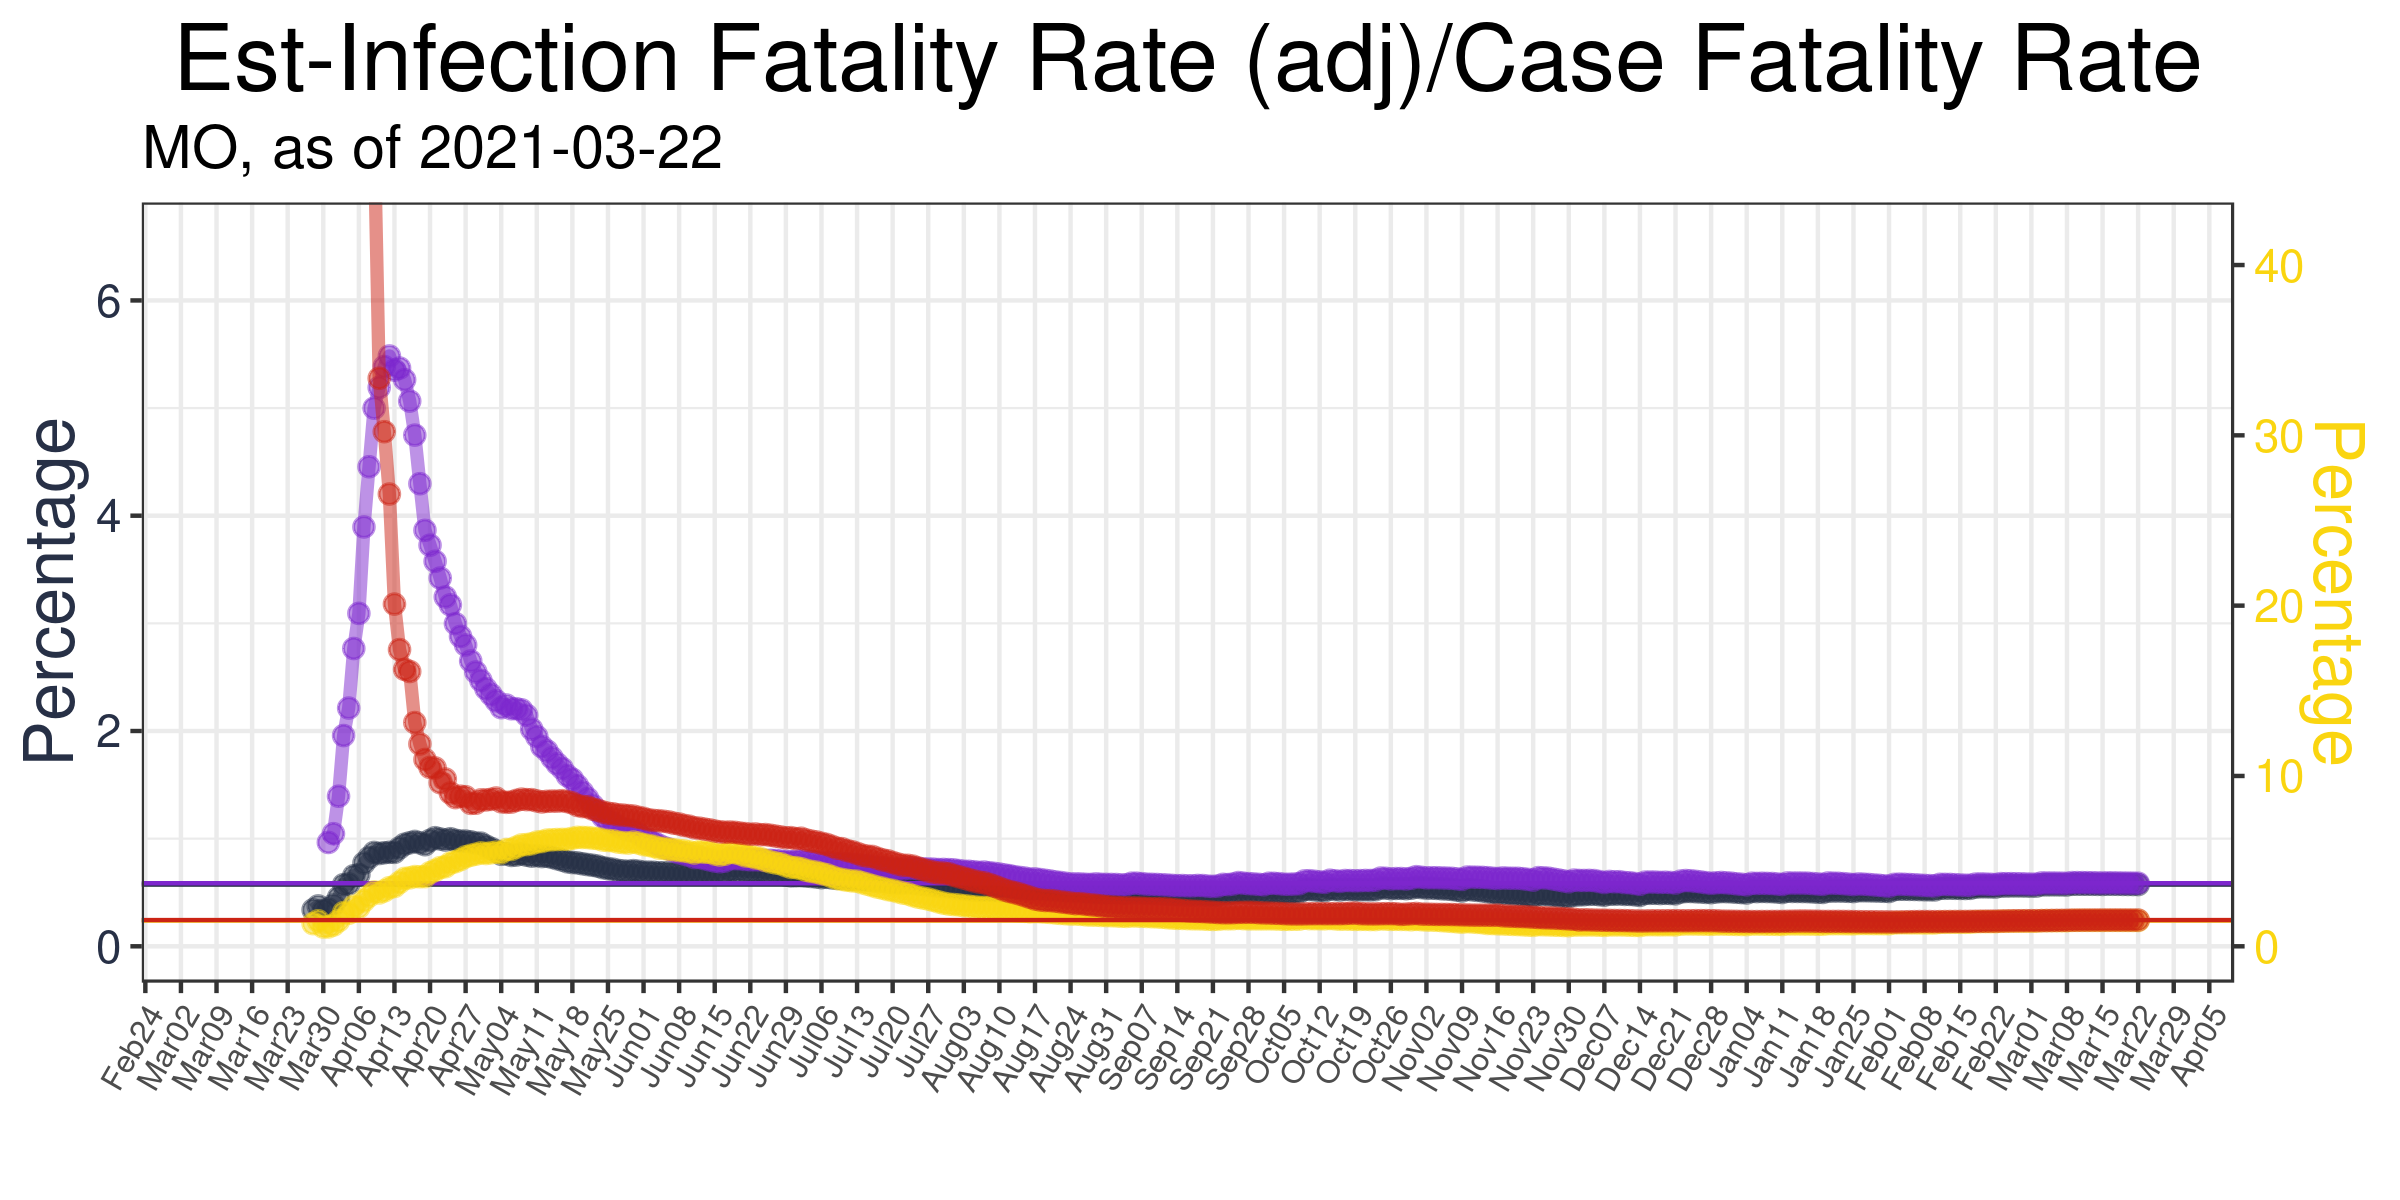 Est-Infection Fatality Rate (adj)/Case Fatality Rate
MO, as of 2021-03-22
Percentage
6
4
2
0
40
30
20
10
0
Percentage
Feb24
Mar02
Mar09
Mar16
Mar23
Mar30
Apr06
Apr13
Apr20
Apr27
May04
May11
May18
May25
Jun01
Jun08
Jun15
Jun22
Jun29
Jul06
Jul13
Jul20
Jul27
Aug03
Aug10
Aug17
Aug24
Aug31
Sep07
Sep14
Sep21
Sep28
Oct05
Oct12
Oct19
Oct26
Nov02
Nov09
Nov16
Nov23
Nov30
Dec07
Dec14
Dec21
Dec28
Jan04
Jan11
Jan18
Jan25
Feb01
Feb08
Feb15
Feb22
Mar01
Mar08
Mar15
Mar22
Mar29
Apr05